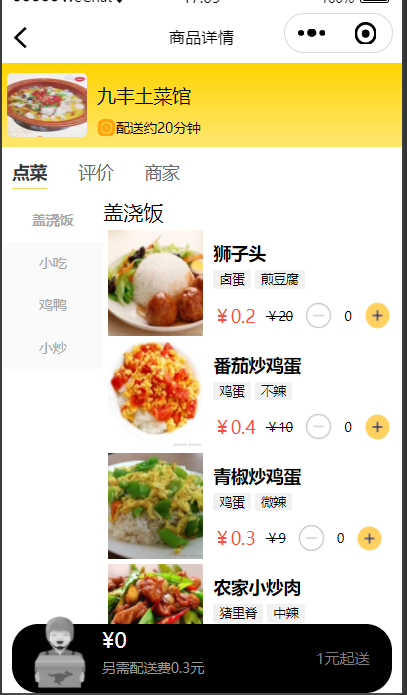 商品详情
九丰土菜馆
配送约20分钟
点菜 评价 商家
盖浇饭
小吃
鸡鸭
小炒
盖浇饭
狮子头
卤蛋 煎豆腐
￥0.2 ￥20 0
番茄炒鸡蛋
鸡蛋 不辣
￥0.4 ￥10 0
青椒炒鸡蛋
鸡蛋 微辣
￥0.3 ￥9 0
农家小炒肉
猪里脊 中辣
¥0
另需配送费0.3元
1元起送